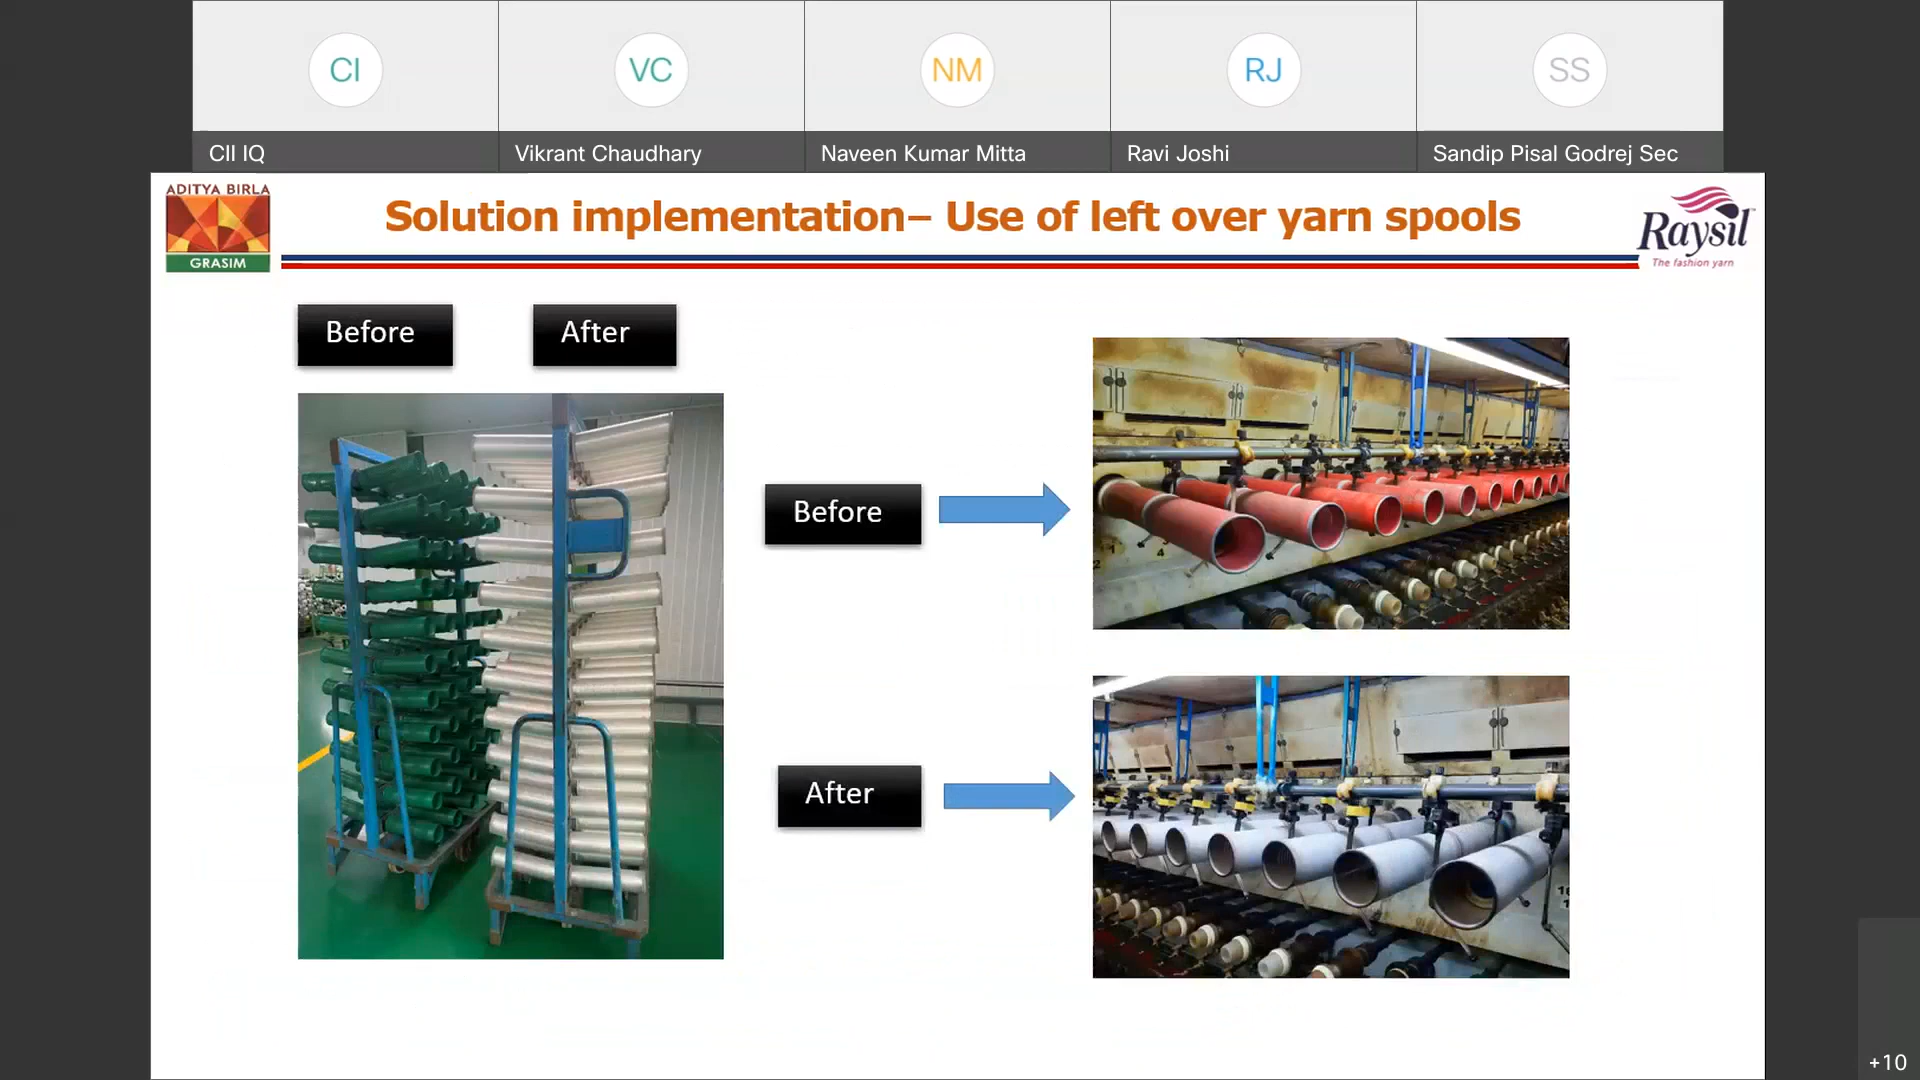 CI
VC
NM
RJ
SS
CII IQ
Vikrant Chaudhary
Naveen Kumar Mitta
Ravi Joshi
Sandip Pisal Godrej Sec
ADITYA BIRLA
GRASIM
Solution implementation– Use of left over yarn spools
Raysil
The fashion yarn
Before
After
Before
4
After
+10